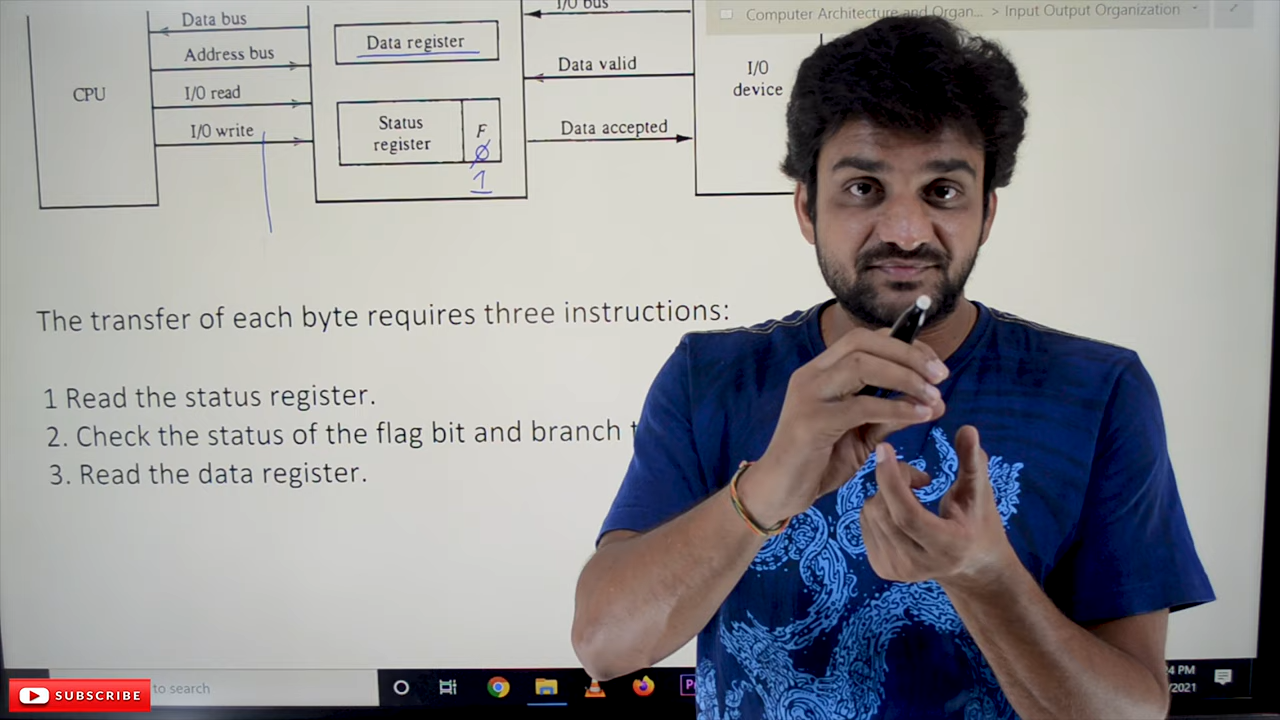 I/O bus
Computer Architecture and Organ... > Input Output Organization
Data bus
Data register
Address bus
Data valid
I/O
device
CPU
I/O read
I/O write
Status
register
F
0
1
Data accepted
The transfer of each byte requires three instructions:
1 Read the status register.
2. Check the status of the flag bit and branch
3. Read the data register.
to search
4 PM
/2021
SUBSCRIBE